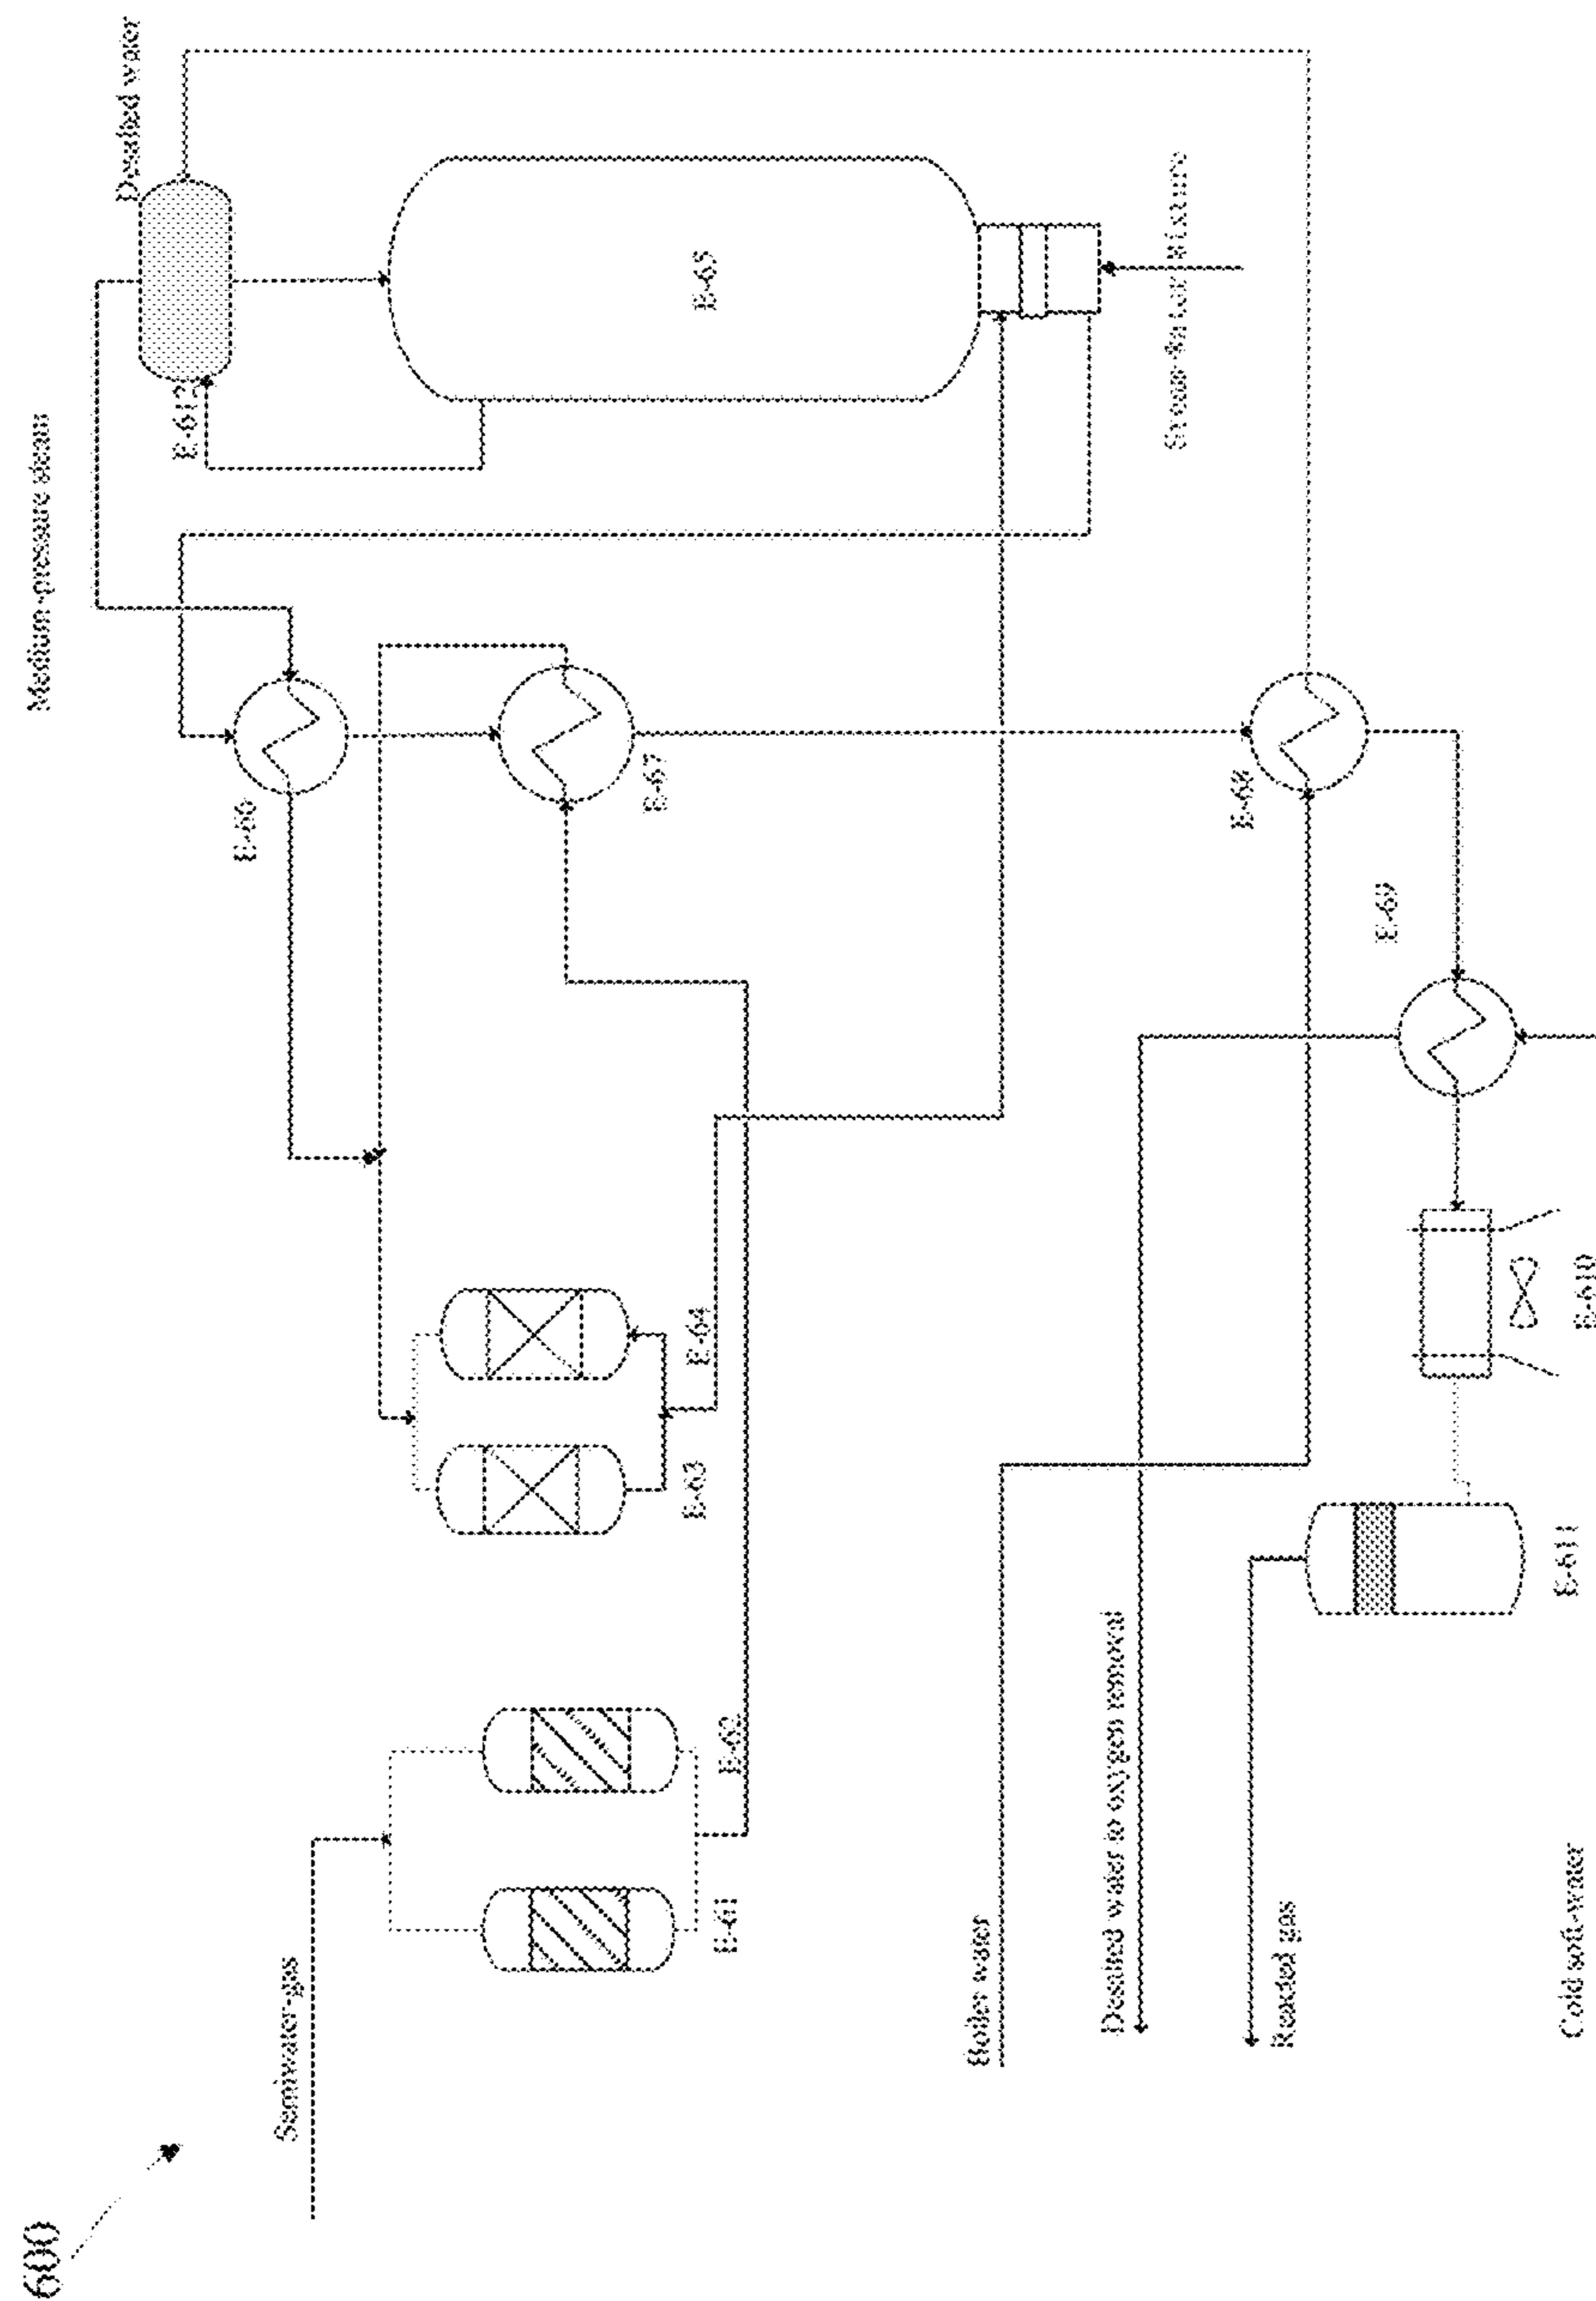 600
Medium-pressure steam
Desalted water
E-612
E-65
Stream-Water Mixture
E-66
E-67
E-68
E-69
E-64
E-63
E-62
E-61
Semiwater-gas
Boiler water
Desalted water to oxygen removal
Reacted gas
Cold soft-water
E-610
E-611